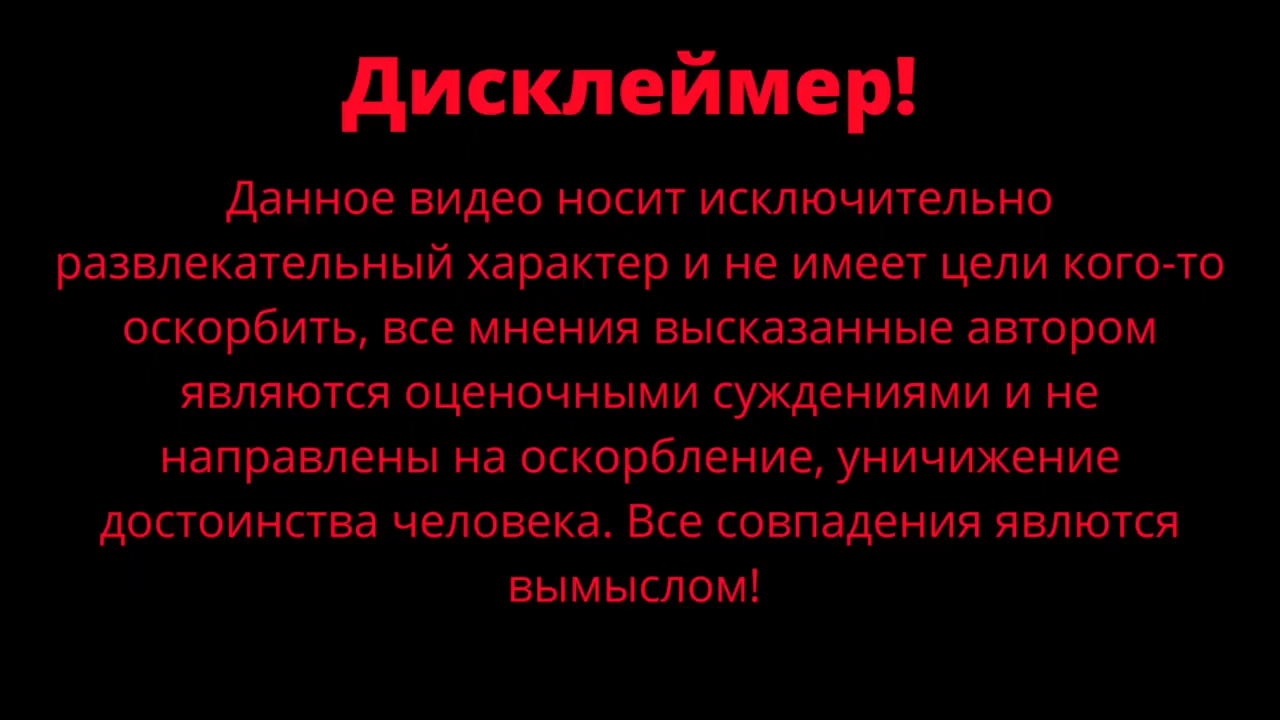 Дисклеймер!
Данное видео носит исключительно
развлекательный характер и не имеет цели кого-то
оскорбить, все мнения высказанные автором
являются оценочными суждениями и не
направлены на оскорбление, уничижение
достоинства человека. Все совпадения явлются
вымыслом!